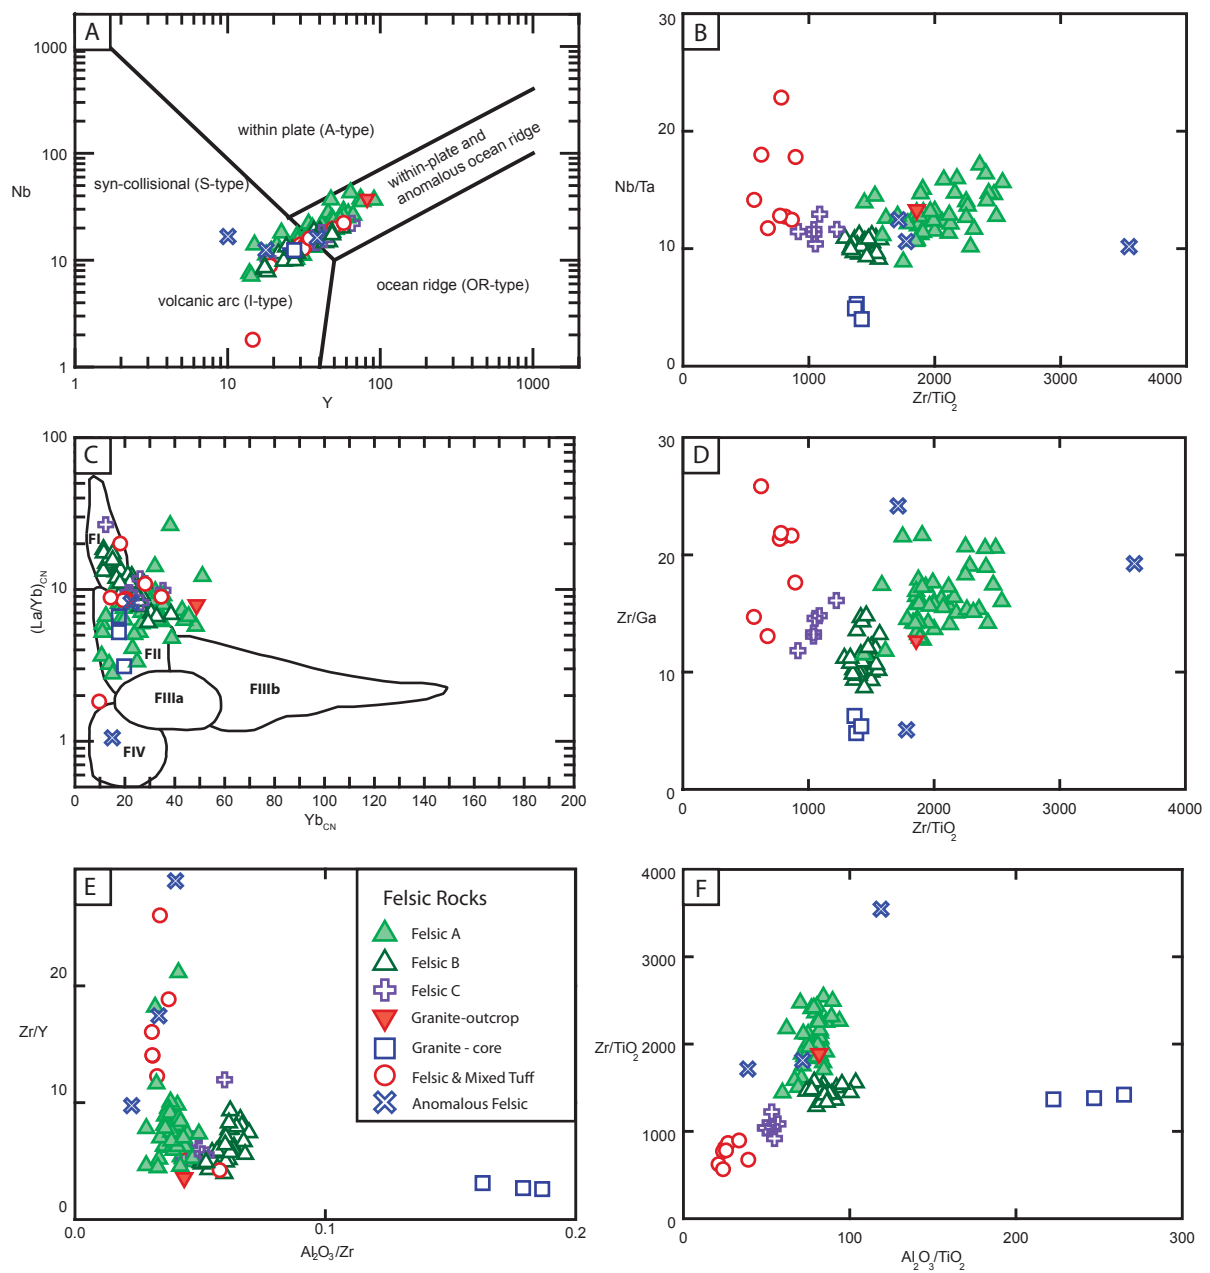 A
1000
100
10
1
Nb
within plate (A-type)
syn-collisional (S-type)
within-plate and
anomalous ocean ridge
volcanic arc (I-type)
ocean ridge (OR-type)
1 10 100 1000
Y
B
30
20
10
0
Nb/Ta
0 1000 2000 3000 4000
Zr/TiO2
C
100
10
1
(La/Yb)CN
FI
FII
FIIIa
FIIIb
FIV
0 20 40 60 80 100 120 140 160 180 200
YbCN
D
30
20
10
0
Zr/Ga
0 1000 2000 3000 4000
Zr/TiO2
E
20
10
0
Zr/Y
Felsic Rocks
Felsic A
Felsic B
Felsic C
Granite-outcrop
Granite - core
Felsic & Mixed Tuff
Anomalous Felsic
0.0 0.1 0.2
Al2O3/Zr
F
4000
3000
2000
1000
0
Zr/TiO2
0 100 200 300
Al2O3/TiO2